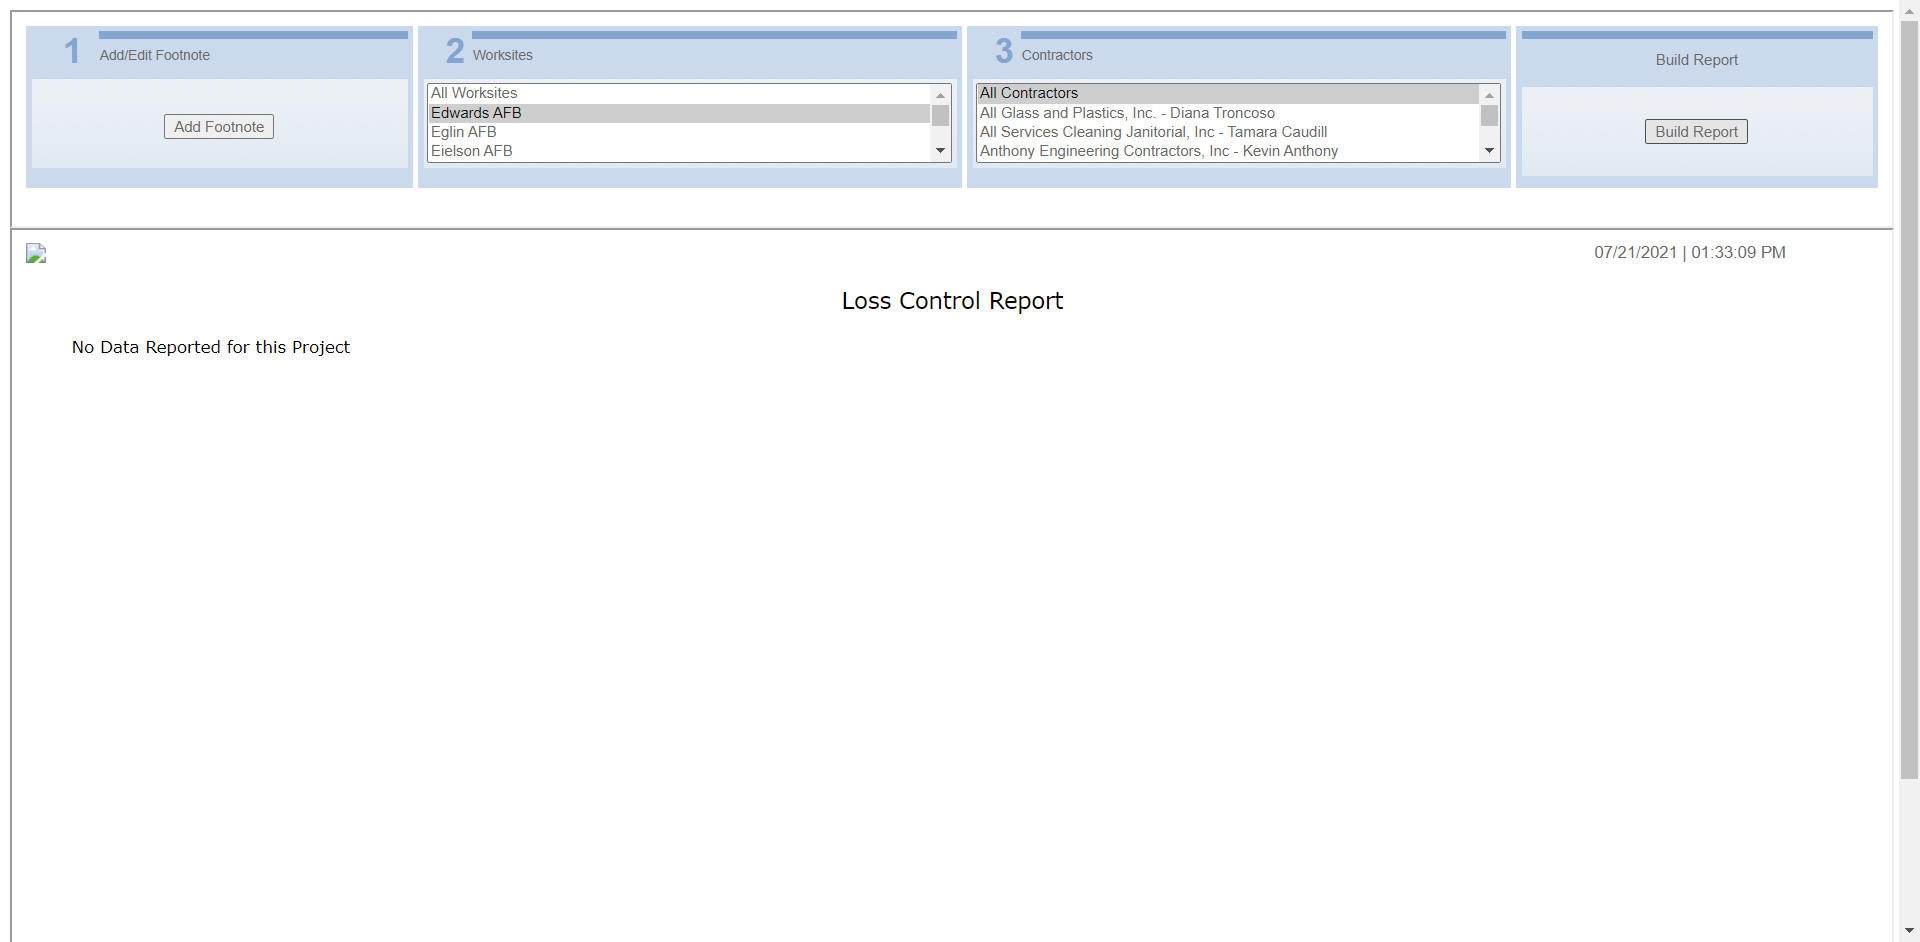 1 Add/Edit Footnote
Add Footnote
2 Worksites
All Worksites
Edwards AFB
Eglin AFB
Eielson AFB
3 Contractors
All Contractors
All Glass and Plastics, Inc. - Diana Troncoso
All Services Cleaning Janitorial, Inc - Tamara Caudill
Anthony Engineering Contractors, Inc - Kevin Anthony
Build Report
Build Report
07/21/2021 | 01:33:09 PM
Loss Control Report
No Data Reported for this Project